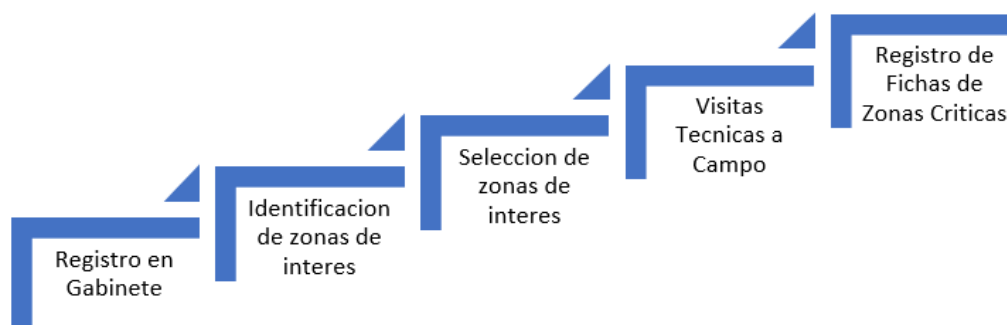 Registro en
Gabinete
Identificacion
de zonas de
interes
Seleccion de
zonas de
interes
Visitas
Tecnicas a
Campo
Registro de
Fichas de
Zonas Criticas